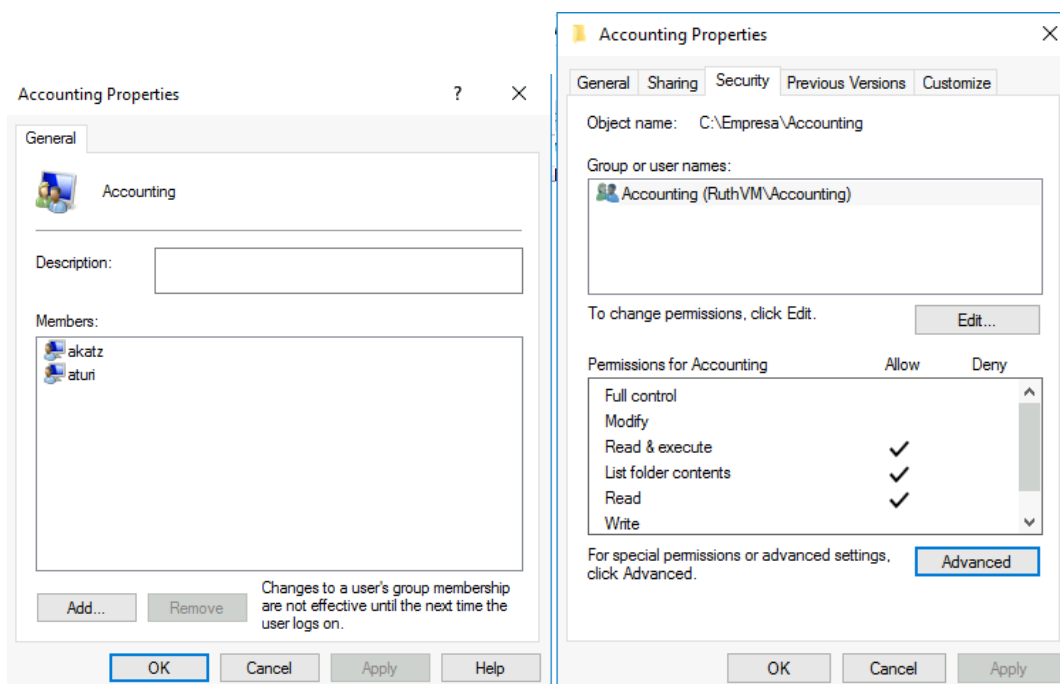 Accounting Properties
?
General
Accounting
Description:
Members:
akatz
aturi
Add...
Remove
Changes to a user's group membership
are not effective until the next time the
user logs on.
OK
Cancel
Apply
Help
Accounting Properties
General
Sharing
Security
Previous Versions
Customize
Object name: C:\Empresa\Accounting
Group or user names:
Accounting (RuthVM\Accounting)
To change permissions, click Edit.
Edit...
Permissions for Accounting Allow Deny
Full control
Modify
Read & execute
List folder contents
Read
Write
For special permissions or advanced settings,
click Advanced.
Advanced
OK
Cancel
Apply